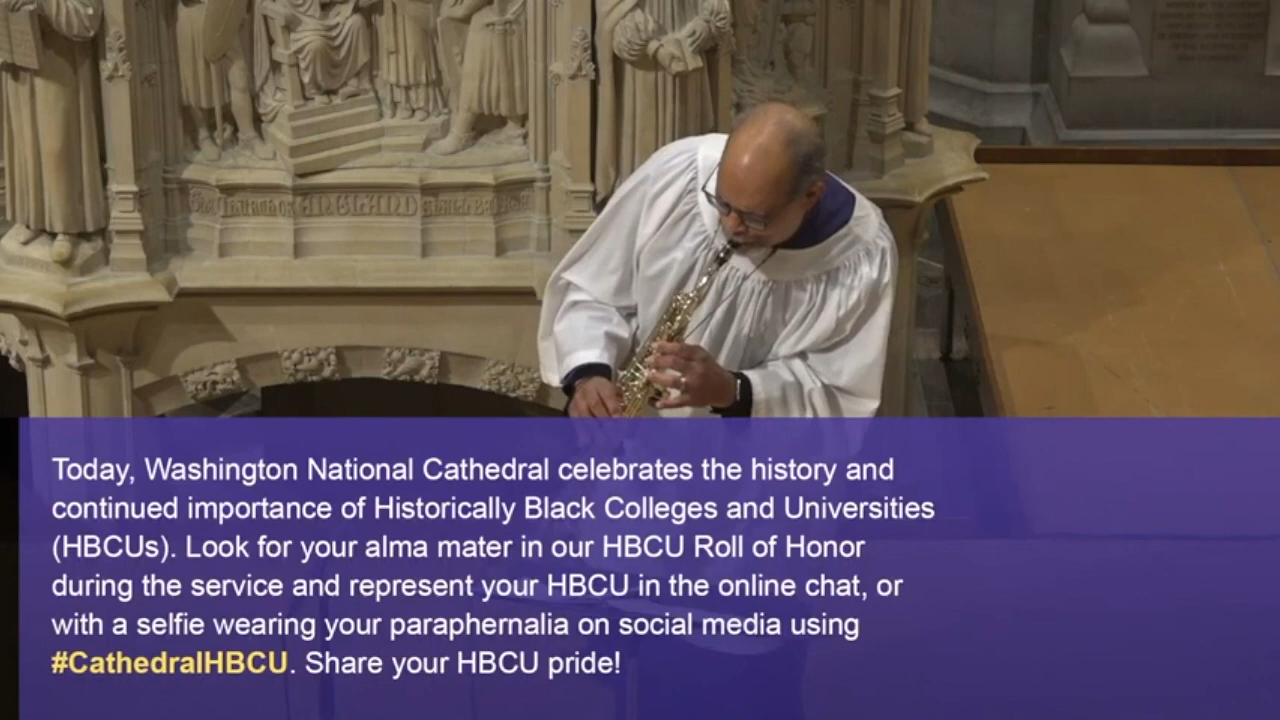 ENGLAND
Today, Washington National Cathedral celebrates the history and
continued importance of Historically Black Colleges and Universities
(HBCUs). Look for your alma mater in our HBCU Roll of Honor
during the service and represent your HBCU in the online chat, or
with a selfie wearing your paraphernalia on social media using
#CathedralHBCU. Share your HBCU pride!